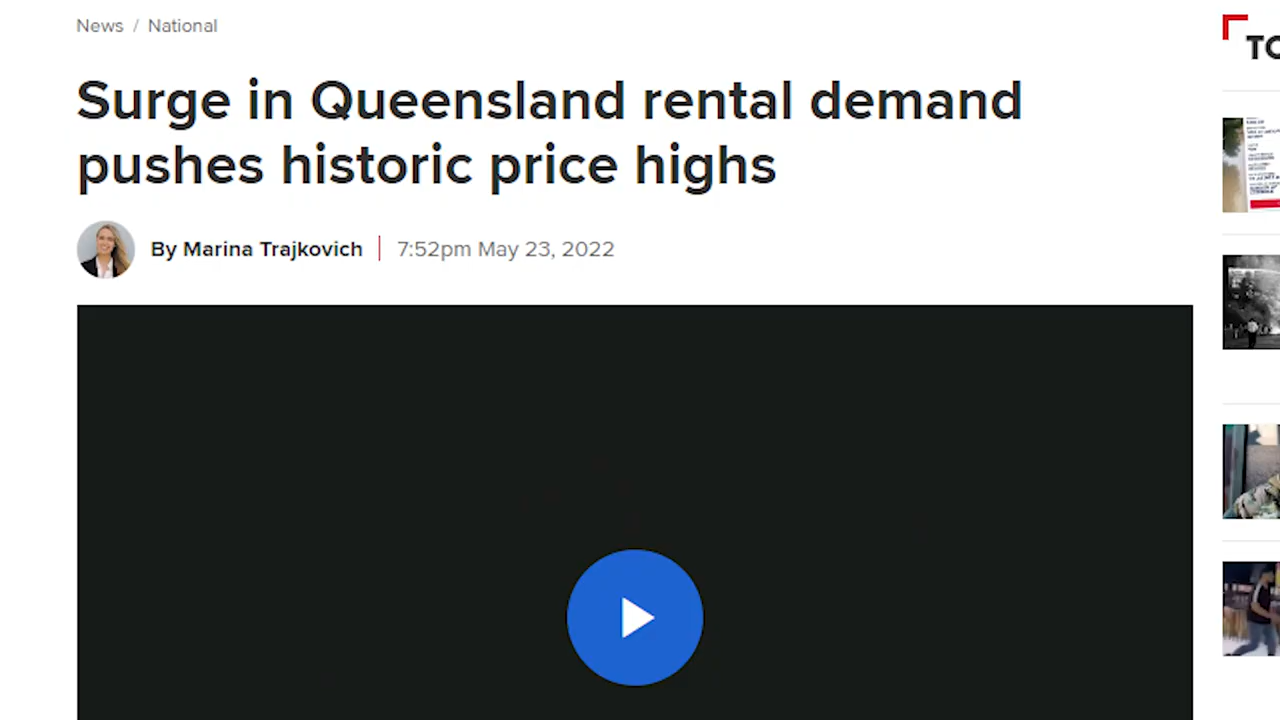 News / National
Surge in Queensland rental demand
pushes historic price highs
By Marina Trajkovich | 7:52pm May 23, 2022